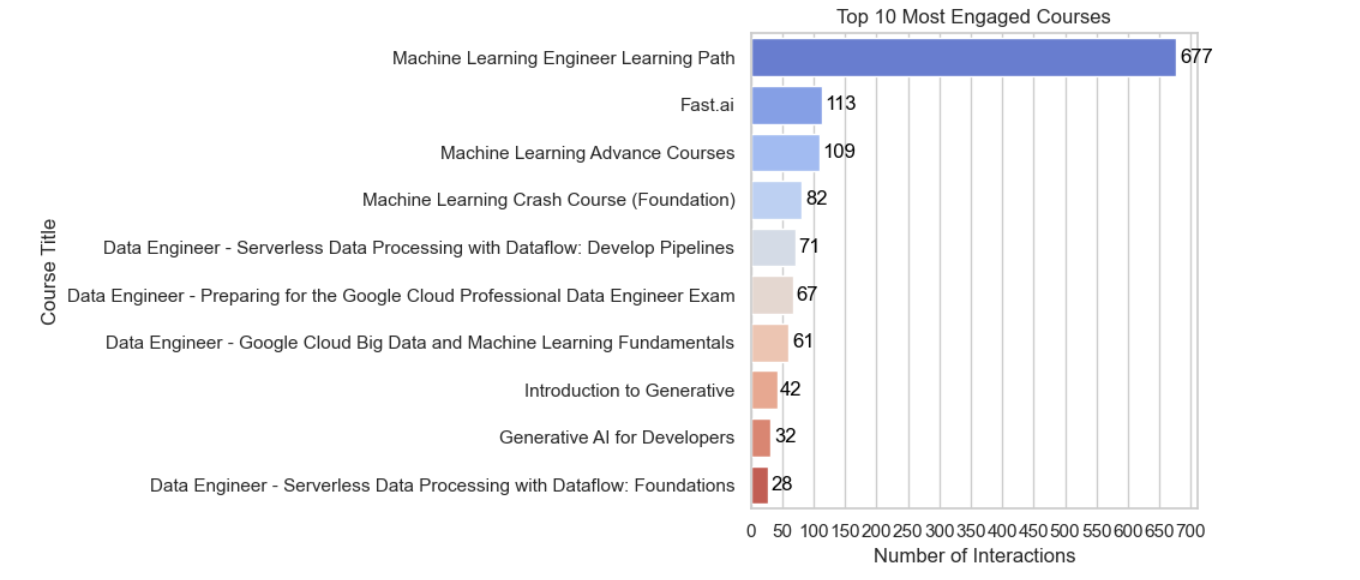 Top 10 Most Engaged Courses
Course Title
Machine Learning Engineer Learning Path 677
Fast.ai 113
Machine Learning Advance Courses 109
Machine Learning Crash Course (Foundation) 82
Data Engineer - Serverless Data Processing with Dataflow: Develop Pipelines 71
Data Engineer - Preparing for the Google Cloud Professional Data Engineer Exam 67
Data Engineer - Google Cloud Big Data and Machine Learning Fundamentals 61
Introduction to Generative 42
Generative AI for Developers 32
Data Engineer - Serverless Data Processing with Dataflow: Foundations 28
0 50 100 150 200 250 300 350 400 450 500 550 600 650 700
Number of Interactions